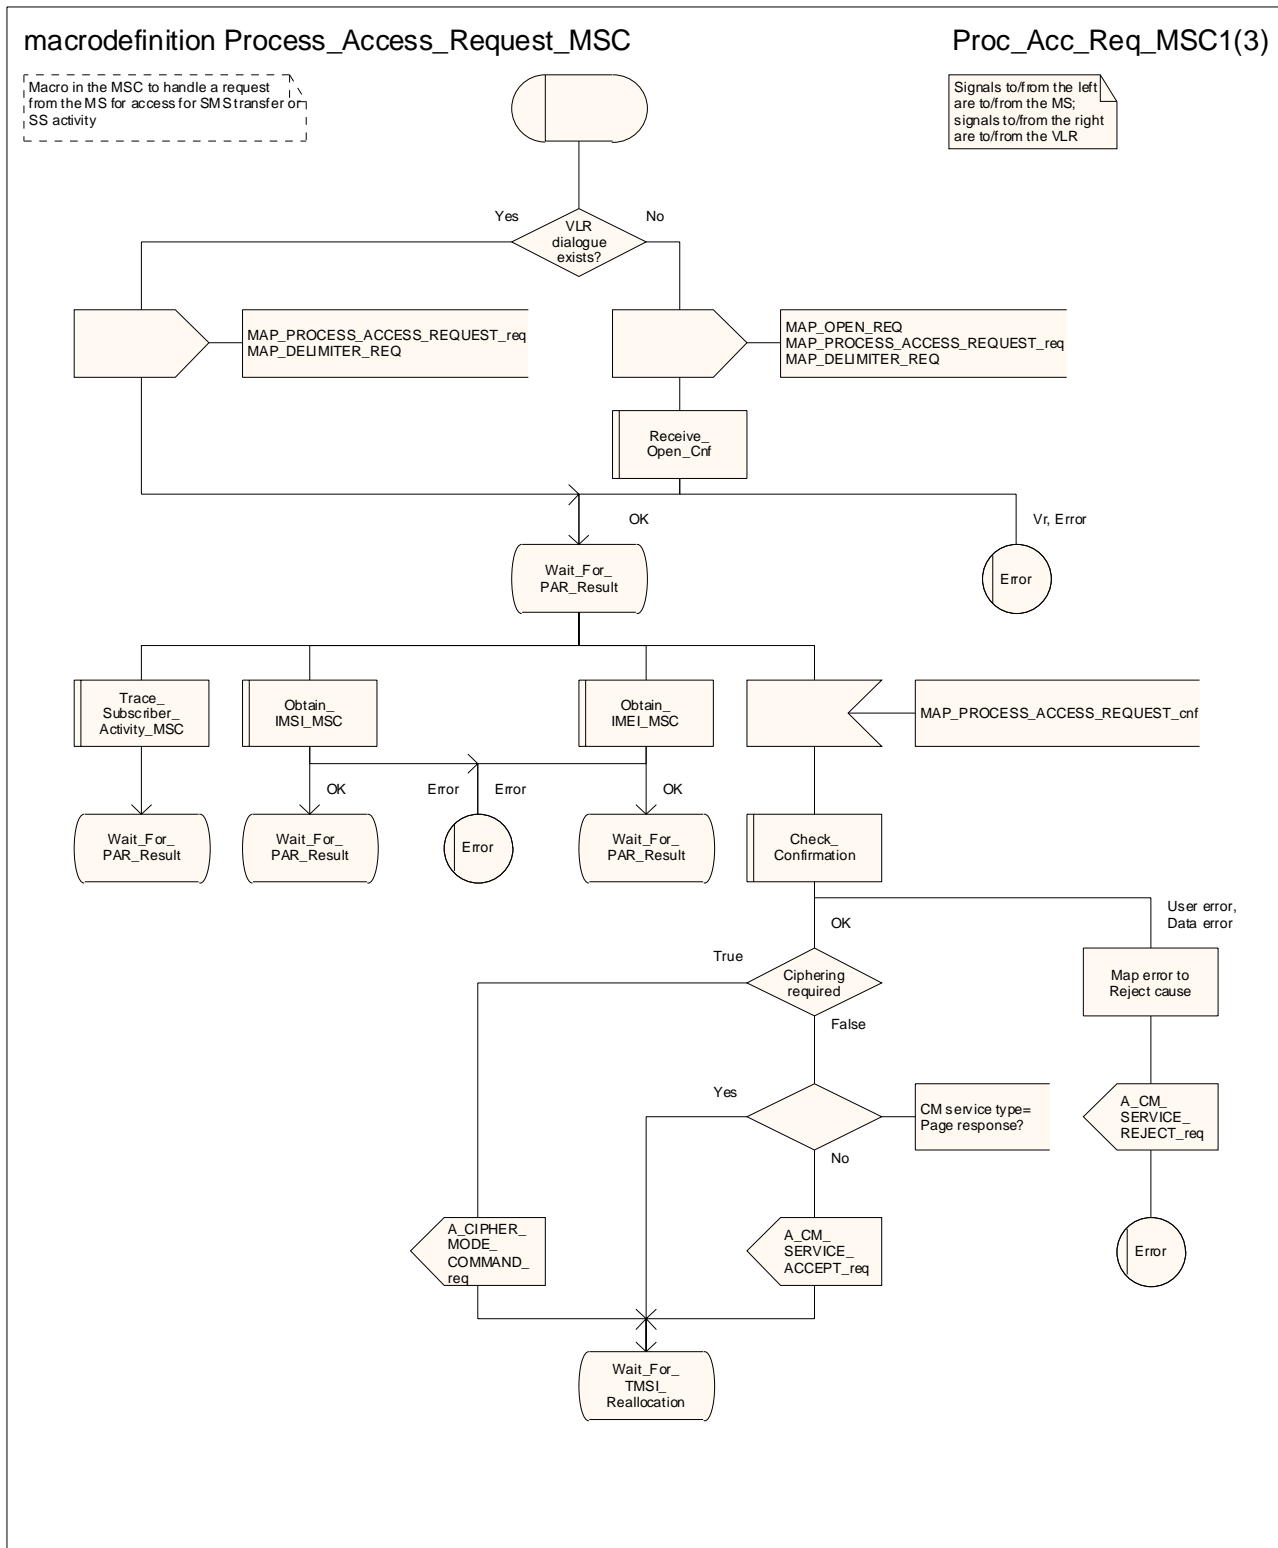 macrodefinition Process_Access_Request_MSC
Proc_Acc_Req_MSC1(3)
Macro in the MSC to handle a request
from the MS for access for SMS transfer or
SS activity
Signals to/from the left
are to/from the MS;
signals to/from the right
are to/from the VLR
Yes
No
VLR
dialogue
exists?
MAP_PROCESS_ACCESS_REQUEST_req
MAP_DELIMITER_REQ
MAP_OPEN_REQ
MAP_PROCESS_ACCESS_REQUEST_req
MAP_DELIMITER_REQ
Receive_
Open_Cnf
OK
Vr, Error
Wait_For_
PAR_Result
Error
Trace_
Subscriber_
Activity_MSC
Obtain_
IMSI_MSC
Obtain_
IMEI_MSC
MAP_PROCESS_ACCESS_REQUEST_cnf
OK
Error
Error
OK
Wait_For_
PAR_Result
Wait_For_
PAR_Result
Error
Wait_For_
PAR_Result
Check_
Confirmation
User error,
Data error
OK
True
Ciphering
required
Map error to
Reject cause
False
Yes
CM service type=
Page response?
A_CM_
SERVICE_
REJECT_req
No
A_CIPHER_
MODE_
COMMAND_
req
A_CM_
SERVICE_
ACCEPT_req
Error
Wait_For_
TMSI_
Reallocation